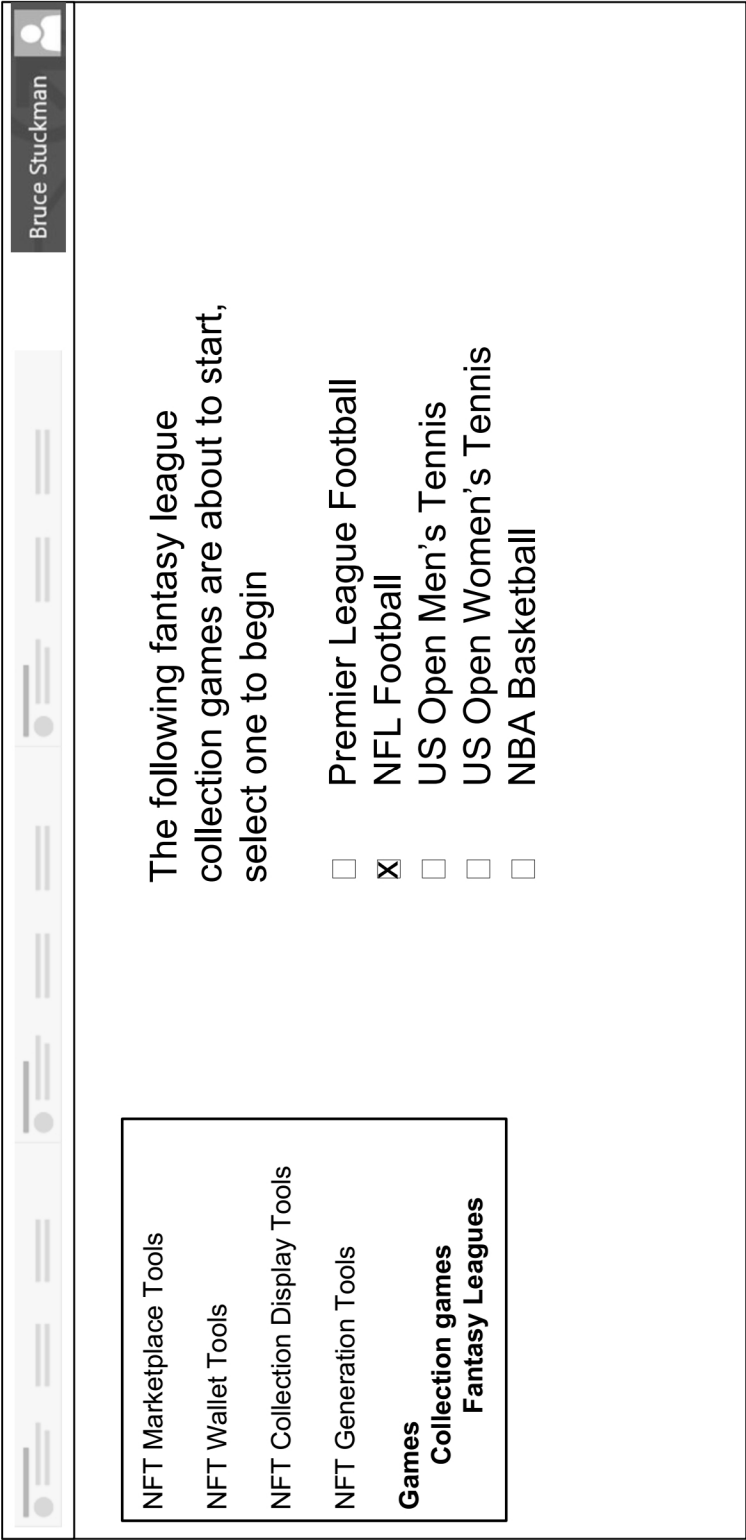 Bruce Stuckman
NFT Marketplace Tools
NFT Wallet Tools
NFT Collection Display Tools
NFT Generation Tools
Games
Collection games
Fantasy Leagues
The following fantasy league
collection games are about to start,
select one to begin
Premier League Football
X NFL Football
US Open Men's Tennis
US Open Women's Tennis
NBA Basketball